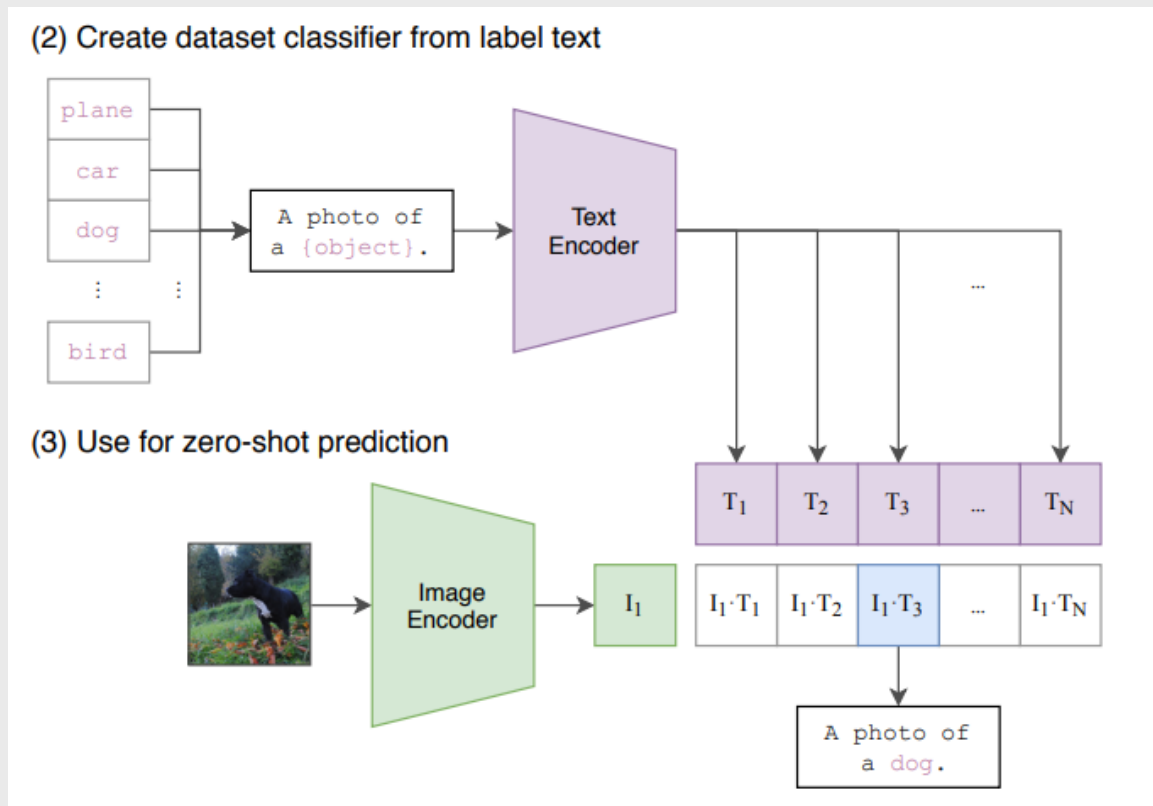 (2) Create dataset classifier from label text
plane
car
dog
⋮ ⋮
bird
A photo of
a {object}.
Text
Encoder
...
(3) Use for zero-shot prediction
Image
Encoder
I₁
T₁ T₂ T₃ ... T_N
I₁·T₁ I₁·T₂ I₁·T₃ ... I₁·T_N
A photo of
a dog.